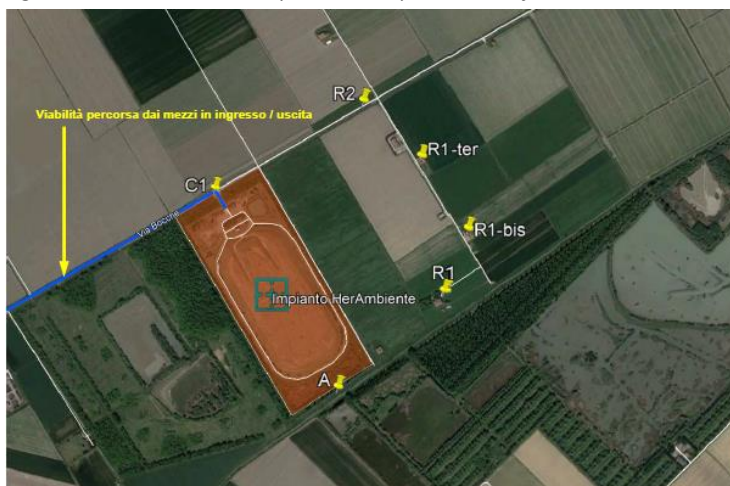 R2
Viabilità percorsa dai mezzi in ingresso / uscita
R1-ter
C1
Via Bocche
R1-bis
R1
Impianto HerAmbiente
A